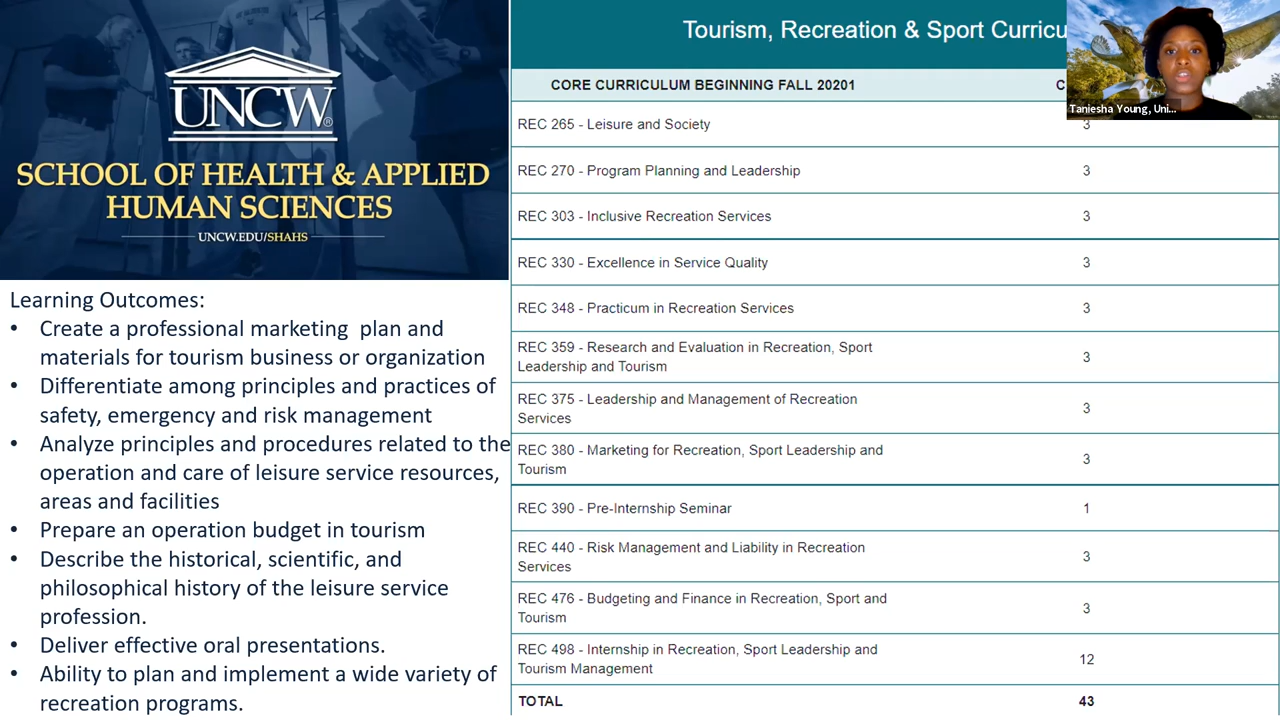 UNCW®
SCHOOL OF HEALTH & APPLIED
HUMAN SCIENCES
UNCW.EDU/SHAHS
Learning Outcomes:
• Create a professional marketing plan and
materials for tourism business or organization
• Differentiate among principles and practices of
safety, emergency and risk management
• Analyze principles and procedures related to the
operation and care of leisure service resources,
areas and facilities
• Prepare an operation budget in tourism
• Describe the historical, scientific, and
philosophical history of the leisure service
profession.
• Deliver effective oral presentations.
• Ability to plan and implement a wide variety of
recreation programs.
Tourism, Recreation & Sport Curricu
CORE CURRICULUM BEGINNING FALL 20201 C
REC 265 - Leisure and Society 3
REC 270 - Program Planning and Leadership 3
REC 303 - Inclusive Recreation Services 3
REC 330 - Excellence in Service Quality 3
REC 348 - Practicum in Recreation Services 3
REC 359 - Research and Evaluation in Recreation, Sport
Leadership and Tourism 3
REC 375 - Leadership and Management of Recreation
Services 3
REC 380 - Marketing for Recreation, Sport Leadership and
Tourism 3
REC 390 - Pre-Internship Seminar 1
REC 440 - Risk Management and Liability in Recreation
Services 3
REC 476 - Budgeting and Finance in Recreation, Sport and
Tourism 3
REC 498 - Internship in Recreation, Sport Leadership and
Tourism Management 12
TOTAL 43
Taniesha Young, Uni...